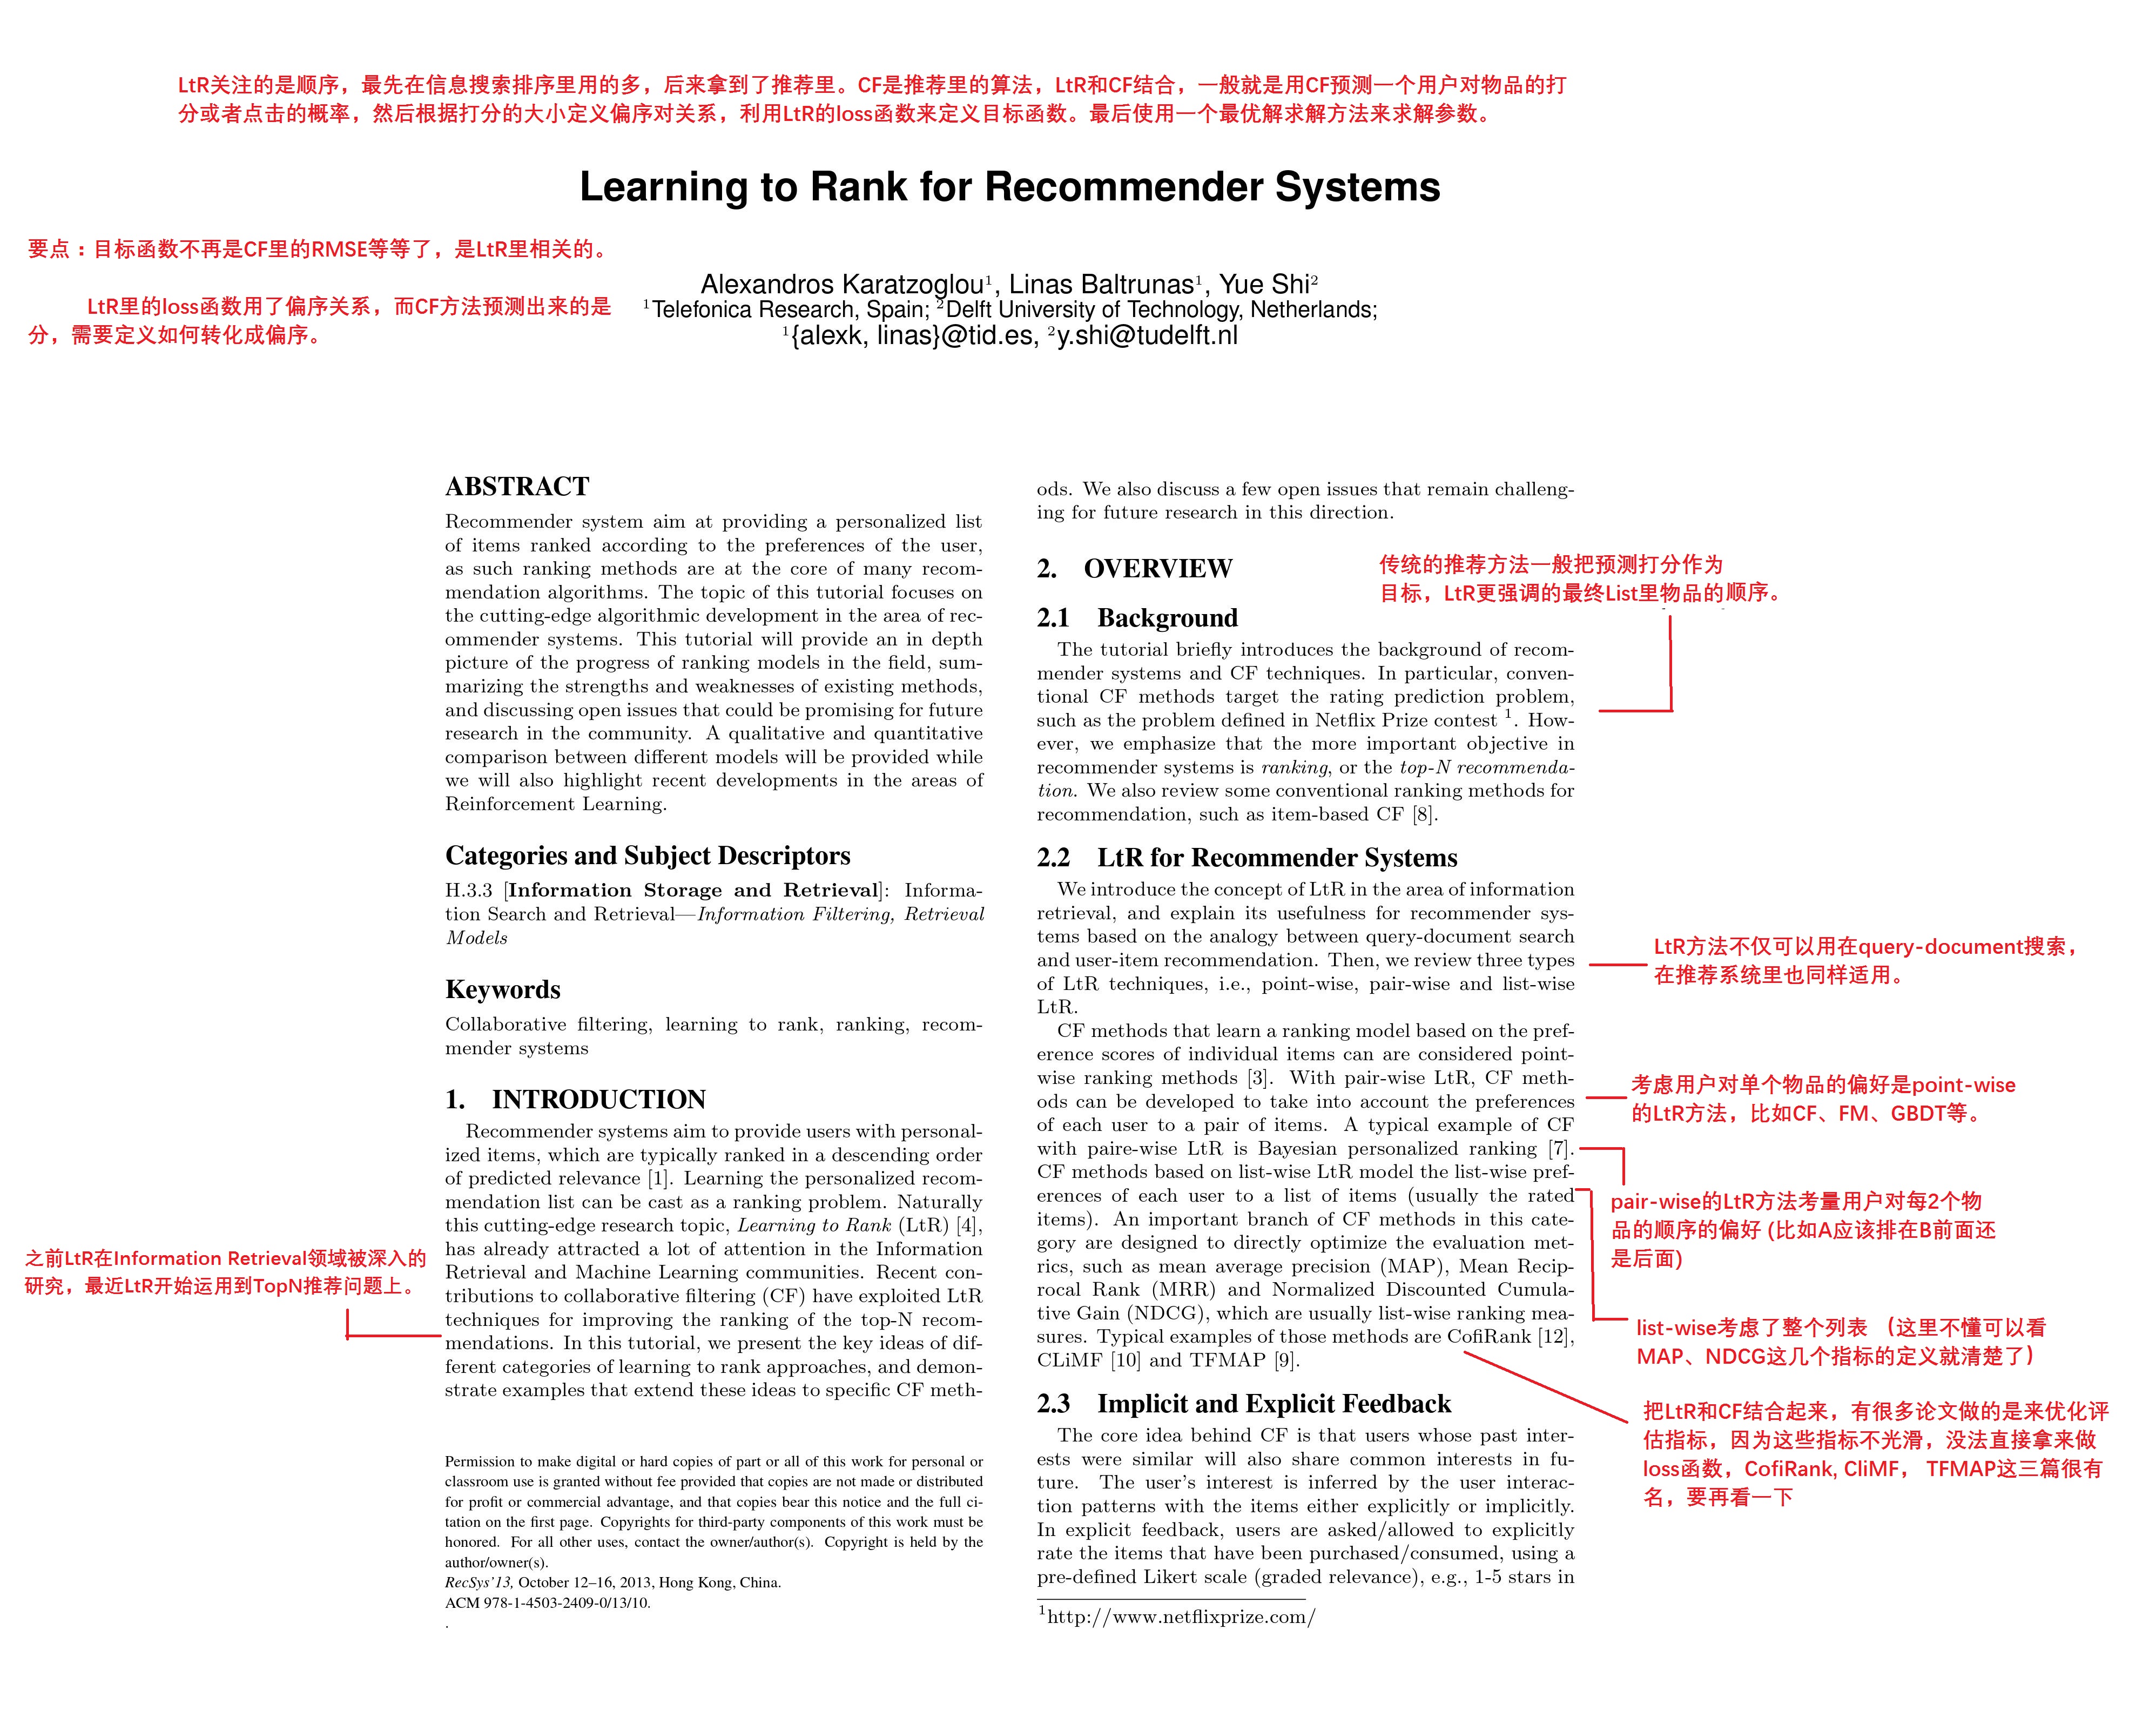 LtR关注的是顺序，最先在信息搜索排序里用的多，后来拿到了推荐里。CF是推荐里的算法，LtR和CF结合，一般就是用CF预测一个用户对物品的打
分或者点击的概率，然后根据打分的大小定义偏序对关系，利用LtR的loss函数来定义目标函数。最后使用一个最优解求解方法来求解参数。
Learning to Rank for Recommender Systems
要点：目标函数不再是CF里的RMSE等等了，是LtR里相关的。
LtR里的loss函数用了偏序关系，而CF方法预测出来的是
分，需要定义如何转化成偏序。
Alexandros Karatzoglou¹, Linas Baltrunas¹, Yue Shi²
¹Telefonica Research, Spain; ²Delft University of Technology, Netherlands;
¹{alexk, linas}@tid.es, ²y.shi@tudelft.nl
ABSTRACT
Recommender system aim at providing a personalized list
of items ranked according to the preferences of the user,
as such ranking methods are at the core of many recom-
mendation algorithms. The topic of this tutorial focuses on
the cutting-edge algorithmic development in the area of rec-
ommender systems. This tutorial will provide an in depth
picture of the progress of ranking models in the field, sum-
marizing the strengths and weaknesses of existing methods,
and discussing open issues that could be promising for future
research in the community. A qualitative and quantitative
comparison between different models will be provided while
we will also highlight recent developments in the areas of
Reinforcement Learning.
Categories and Subject Descriptors
H.3.3 [Information Storage and Retrieval]: Informa-
tion Search and Retrieval—Information Filtering, Retrieval
Models
Keywords
Collaborative filtering, learning to rank, ranking, recom-
mender systems
1. INTRODUCTION
Recommender systems aim to provide users with personal-
ized items, which are typically ranked in a descending order
of predicted relevance [1]. Learning the personalized recom-
mendation list can be cast as a ranking problem. Naturally
this cutting-edge research topic, Learning to Rank (LtR) [4],
has already attracted a lot of attention in the Information
Retrieval and Machine Learning communities. Recent con-
tributions to collaborative filtering (CF) have exploited LtR
techniques for improving the ranking of the top-N recom-
mendations. In this tutorial, we present the key ideas of dif-
ferent categories of learning to rank approaches, and demon-
strate examples that extend these ideas to specific CF meth-
之前LtR在Information Retrieval领域被深入的
研究，最近LtR开始运用到TopN推荐问题上。
Permission to make digital or hard copies of part or all of this work for personal or
classroom use is granted without fee provided that copies are not made or distributed
for profit or commercial advantage, and that copies bear this notice and the full ci-
tation on the first page. Copyrights for third-party components of this work must be
honored. For all other uses, contact the owner/author(s). Copyright is held by the
author/owner(s).
RecSys'13, October 12–16, 2013, Hong Kong, China.
ACM 978-1-4503-2409-0/13/10.
.
ods. We also discuss a few open issues that remain challeng-
ing for future research in this direction.
2. OVERVIEW
传统的推荐方法一般把预测打分作为
目标，LtR更强调的最终List里物品的顺序。
2.1 Background
The tutorial briefly introduces the background of recom-
mender systems and CF techniques. In particular, conven-
tional CF methods target the rating prediction problem,
such as the problem defined in Netflix Prize contest ¹. How-
ever, we emphasize that the more important objective in
recommender systems is ranking, or the top-N recommenda-
tion. We also review some conventional ranking methods for
recommendation, such as item-based CF [8].
2.2 LtR for Recommender Systems
We introduce the concept of LtR in the area of information
retrieval, and explain its usefulness for recommender sys-
tems based on the analogy between query-document search
and user-item recommendation. Then, we review three types
of LtR techniques, i.e., point-wise, pair-wise and list-wise
LtR.
LtR方法不仅可以用在query-document搜索，
在推荐系统里也同样适用。
CF methods that learn a ranking model based on the pref-
erence scores of individual items can are considered point-
wise ranking methods [3]. With pair-wise LtR, CF meth-
ods can be developed to take into account the preferences
of each user to a pair of items. A typical example of CF
with paire-wise LtR is Bayesian personalized ranking [7].
CF methods based on list-wise LtR model the list-wise pref-
erences of each user to a list of items (usually the rated
items). An important branch of CF methods in this cate-
gory are designed to directly optimize the evaluation met-
rics, such as mean average precision (MAP), Mean Recip-
rocal Rank (MRR) and Normalized Discounted Cumula-
tive Gain (NDCG), which are usually list-wise ranking mea-
sures. Typical examples of those methods are CofiRank [12],
CLiMF [10] and TFMAP [9].
考虑用户对单个物品的偏好是point-wise
的LtR方法，比如CF、FM、GBDT等。
pair-wise的LtR方法考量用户对每2个物
品的顺序的偏好 (比如A应该排在B前面还
是后面)
list-wise考虑了整个列表 （这里不懂可以看
MAP、NDCG这几个指标的定义就清楚了）
把LtR和CF结合起来，有很多论文做的是来优化评
估指标，因为这些指标不光滑，没法直接拿来做
loss函数，CofiRank, CliMF， TFMAP这三篇很有
名，要再看一下
2.3 Implicit and Explicit Feedback
The core idea behind CF is that users whose past inter-
ests were similar will also share common interests in fu-
ture. The user's interest is inferred by the user interac-
tion patterns with the items either explicitly or implicitly.
In explicit feedback, users are asked/allowed to explicitly
rate the items that have been purchased/consumed, using a
pre-defined Likert scale (graded relevance), e.g., 1-5 stars in
¹http://www.netflixprize.com/